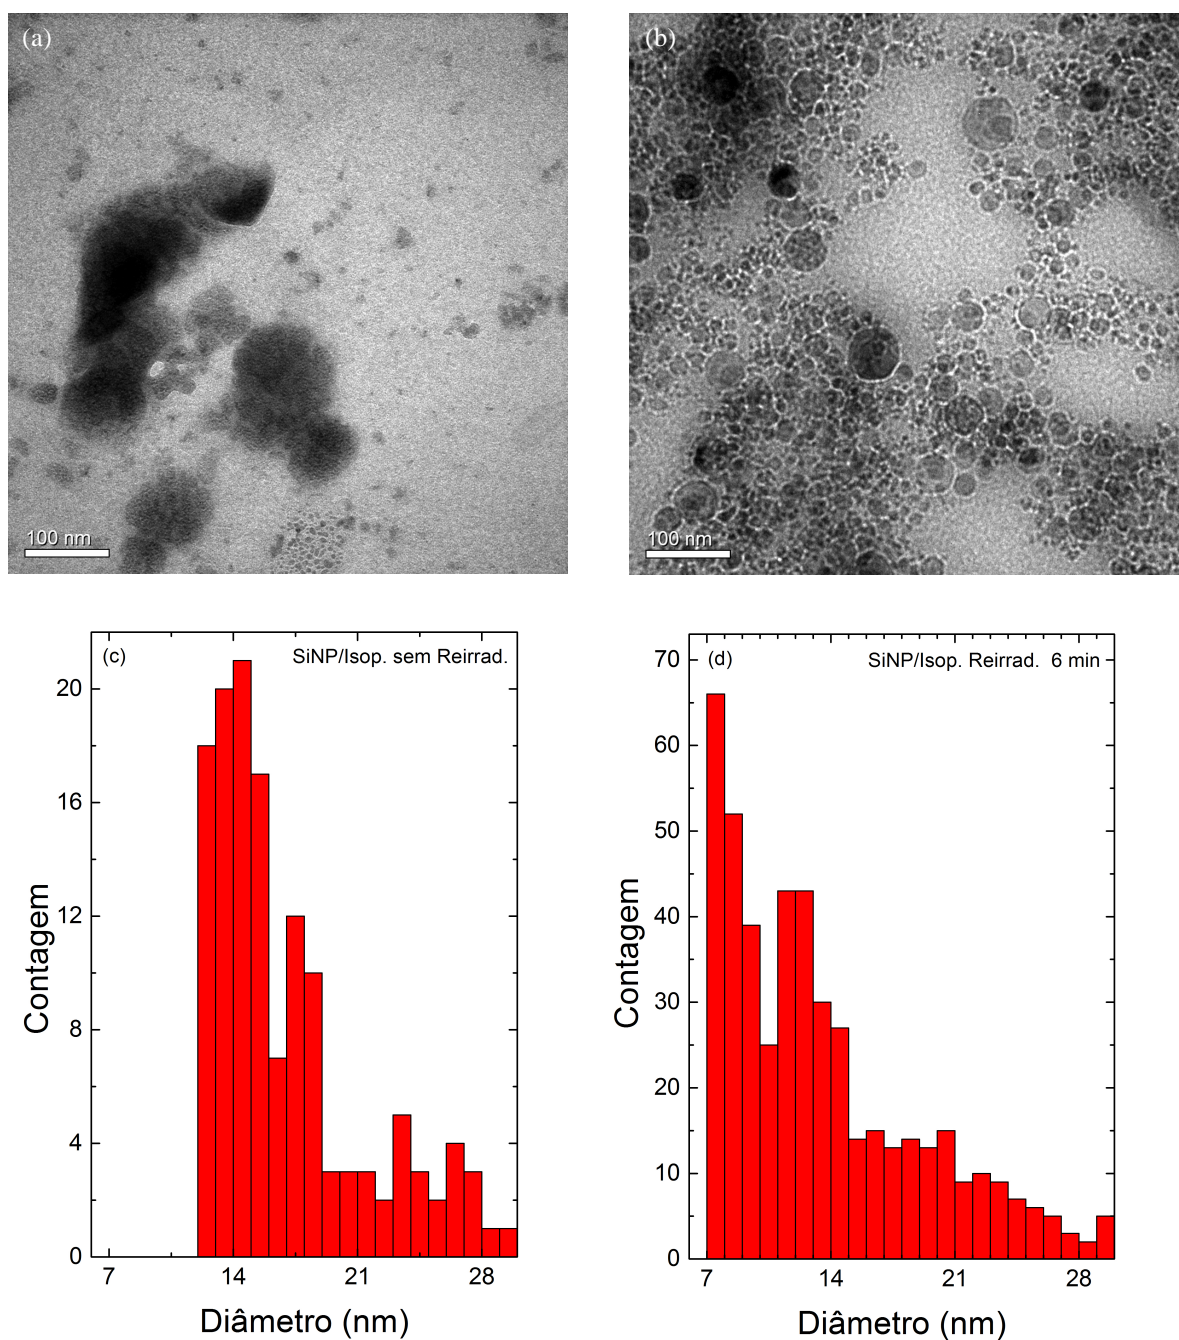 (a)
(b)
100 nm
100 nm
(c)
SiNP/Isop. sem Reirrad.
20
16
12
8
4
0
Contagem
7
14
21
28
Diâmetro (nm)
(d)
SiNP/Isop. Reirrad. 6 min
70
60
50
40
30
20
10
0
Contagem
7
14
21
28
Diâmetro (nm)